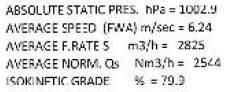 ABSOLUTE STATIC PRES. hPa = 1002.9
AVERAGE SPEED (FWA) m/sec = 6.24
AVERAGE F.RATE S m3/h = 2825
AVERAGE NORM. Qs Nm3/h = 2544
ISOKINETIC GRADE % = 79.9